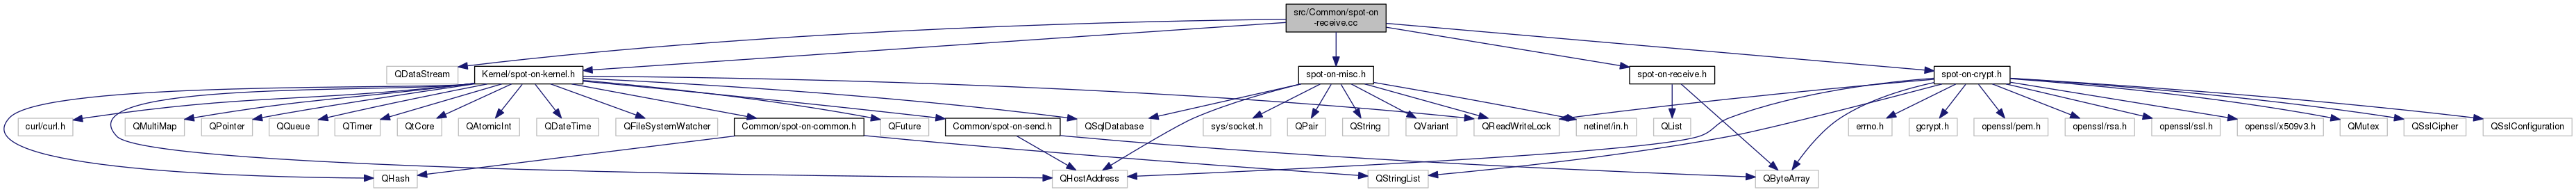 src/Common/spot-on
-receive.cc
QDataStream
Kernel/spot-on-kernel.h
spot-on-misc.h
spot-on-receive.h
spot-on-crypt.h
curl/curl.h
QMultiMap
QPointer
QQueue
QTimer
QtCore
QAtomicInt
QDateTime
QFileSystemWatcher
Common/spot-on-common.h
QFuture
Common/spot-on-send.h
QSqlDatabase
sys/socket.h
QPair
QString
QVariant
QReadWriteLock
netinet/in.h
QList
errno.h
gcrypt.h
openssl/pem.h
openssl/rsa.h
openssl/ssl.h
openssl/x509v3.h
QMutex
QSslCipher
QSslConfiguration
QHash
QHostAddress
QStringList
QByteArray